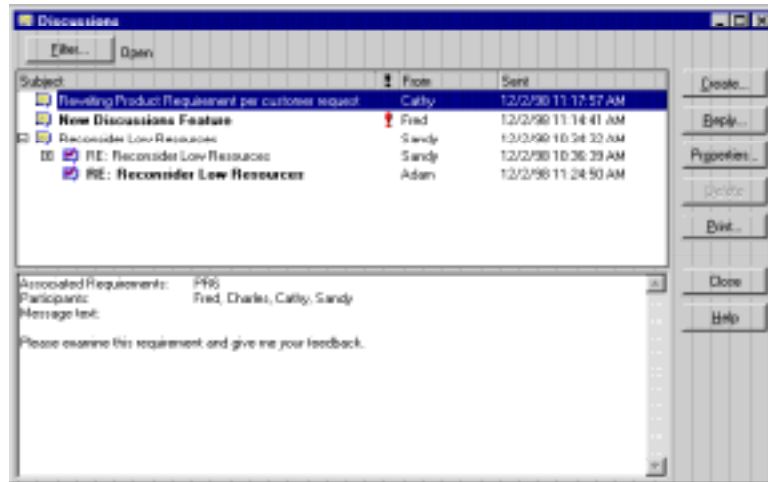 Discussions
Filter... Open
Subject ! From Sent Create...
Rewriting Product Requirement per customer request Cathy 12/2/98 11:17:57 AM
New Discussions Feature ! Fred 12/2/98 11:14:41 AM Reply...
Reconsider Low Resources Sandy 12/2/98 10:34:32 AM
RE: Reconsider Low Resources Sandy 12/2/98 10:36:39 AM Properties...
RE: Reconsider Low Resources Adam 12/2/98 11:24:50 AM
Delete
Print...
Associated Requirements: PR6 Close
Participants: Fred, Charles, Cathy, Sandy
Message text: Help
Please examine this requirement and give me your feedback.